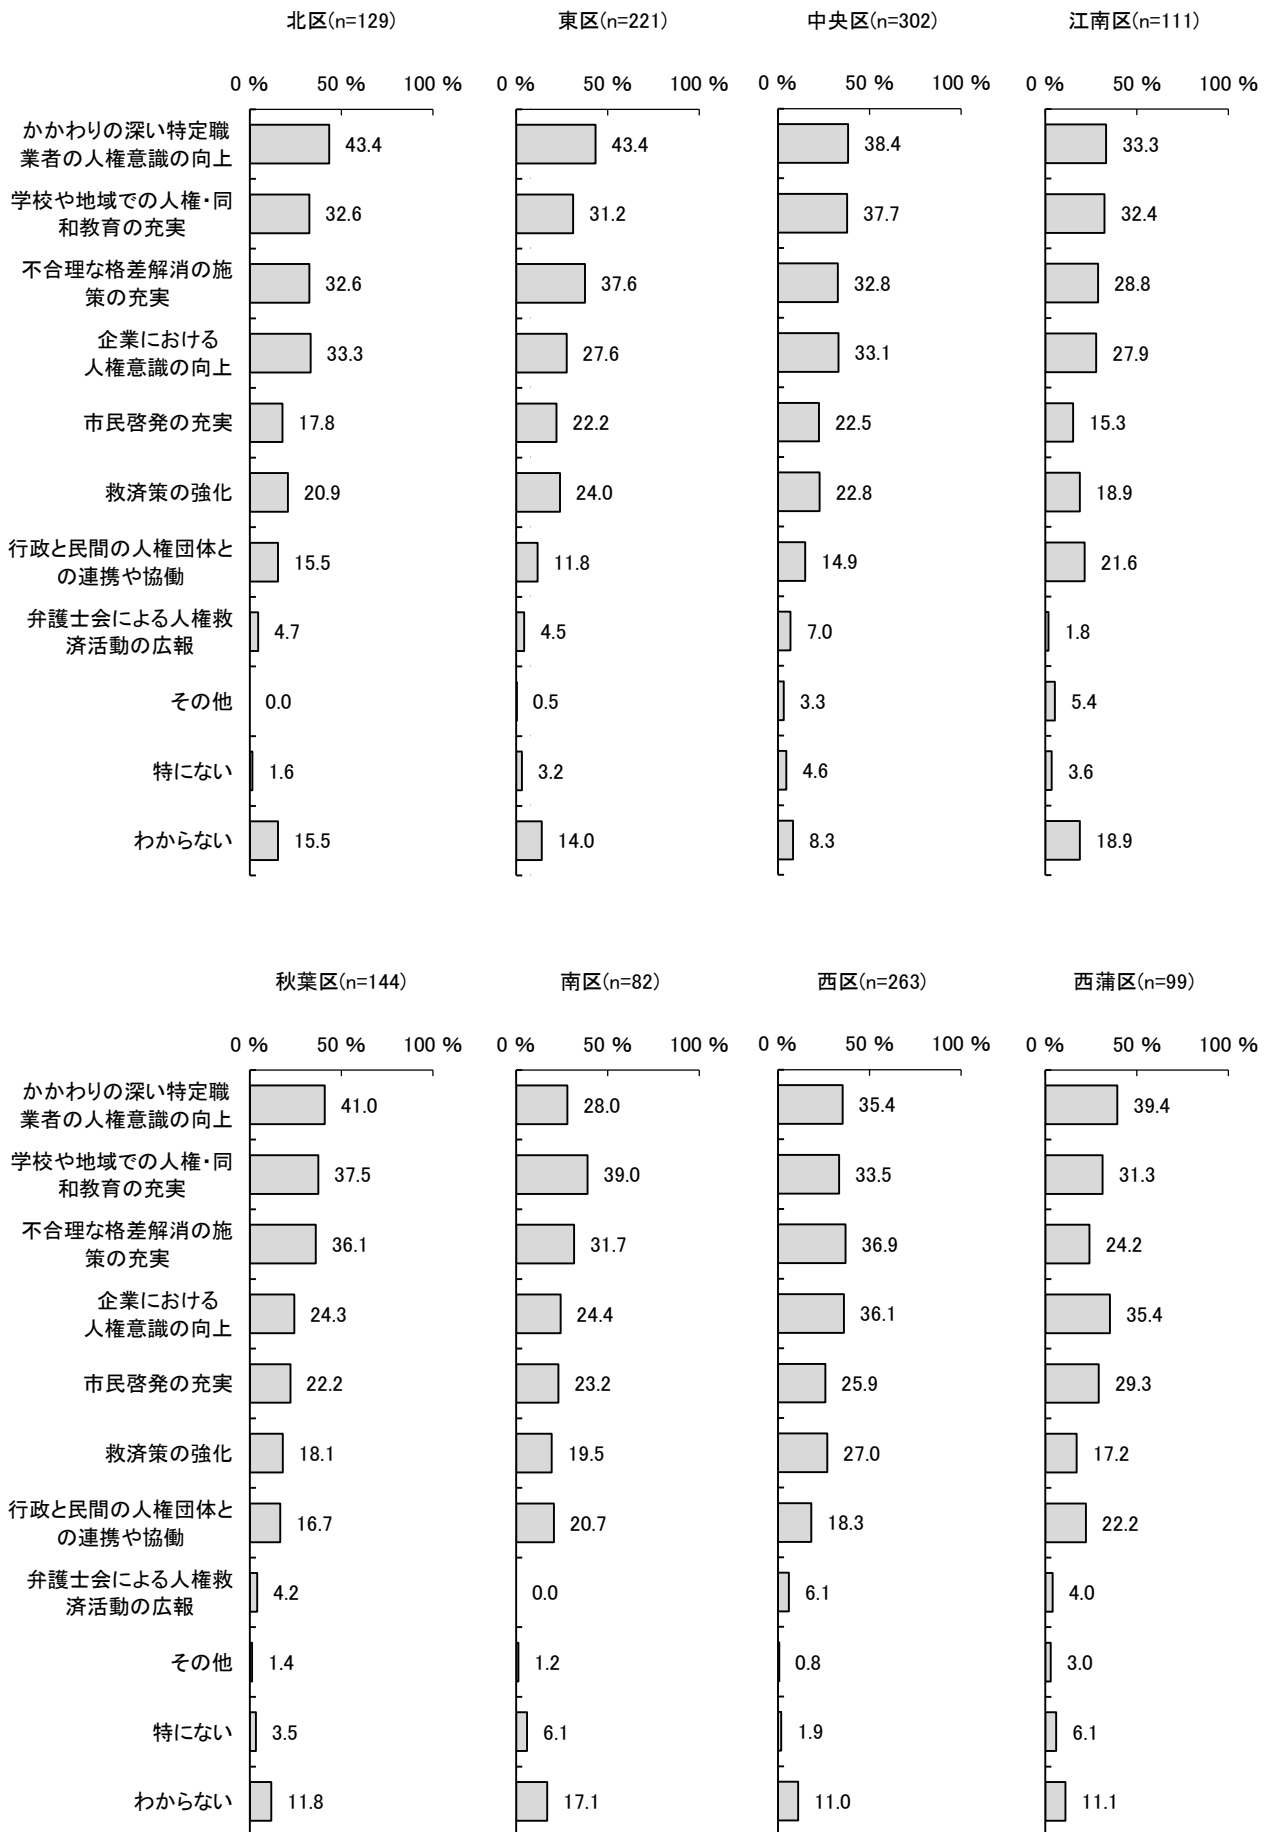 北区(n=129) 東区(n=221) 中央区(n=302) 江南区(n=111)
0 % 50 % 100 % 0 % 50 % 100 % 0 % 50 % 100 % 0 % 50 % 100 %
かかわりの深い特定職
業者の人権意識の向上
43.4 43.4 38.4 33.3
学校や地域での人権・同
和教育の充実
32.6 31.2 37.7 32.4
不合理な格差解消の施
策の充実
32.6 37.6 32.8 28.8
企業における
人権意識の向上
33.3 27.6 33.1 27.9
市民啓発の充実 17.8 22.2 22.5 15.3
救済策の強化 20.9 24.0 22.8 18.9
行政と民間の人権団体と
の連携や協働
15.5 11.8 14.9 21.6
弁護士会による人権救
済活動の広報
4.7 4.5 7.0 1.8
その他 0.0 0.5 3.3 5.4
特にない 1.6 3.2 4.6 3.6
わからない 15.5 14.0 8.3 18.9
秋葉区(n=144) 南区(n=82) 西区(n=263) 西蒲区(n=99)
0 % 50 % 100 % 0 % 50 % 100 % 0 % 50 % 100 % 0 % 50 % 100 %
かかわりの深い特定職
業者の人権意識の向上
41.0 28.0 35.4 39.4
学校や地域での人権・同
和教育の充実
37.5 39.0 33.5 31.3
不合理な格差解消の施
策の充実
36.1 31.7 36.9 24.2
企業における
人権意識の向上
24.3 24.4 36.1 35.4
市民啓発の充実 22.2 23.2 25.9 29.3
救済策の強化 18.1 19.5 27.0 17.2
行政と民間の人権団体と
の連携や協働
16.7 20.7 18.3 22.2
弁護士会による人権救
済活動の広報
4.2 0.0 6.1 4.0
その他 1.4 1.2 0.8 3.0
特にない 3.5 6.1 1.9 6.1
わからない 11.8 17.1 11.0 11.1